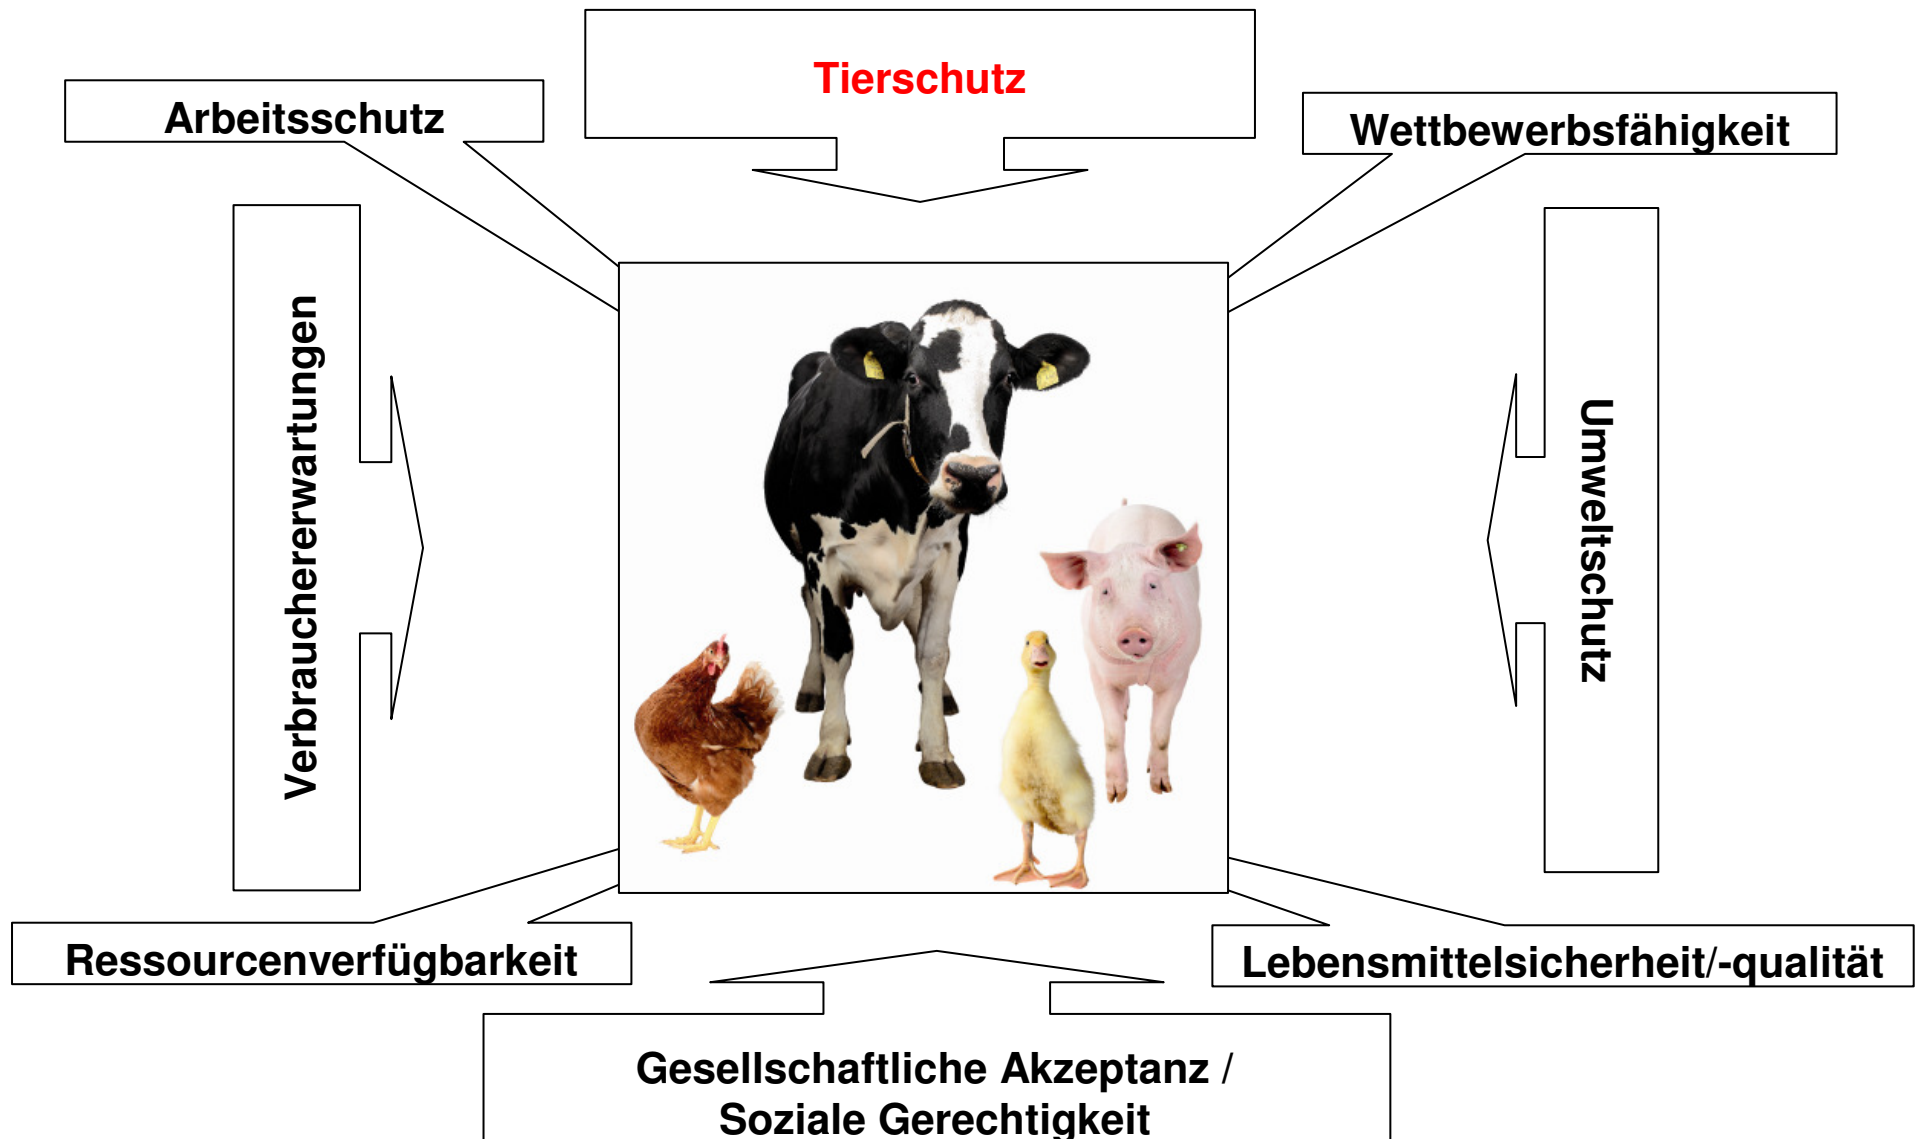 Tierschutz
Arbeitsschutz
Wettbewerbsfähigkeit
Verbrauchererwartungen
Umweltschutz
Ressourcenverfügbarkeit
Lebensmittelsicherheit/-qualität
Gesellschaftliche Akzeptanz /
Soziale Gerechtigkeit